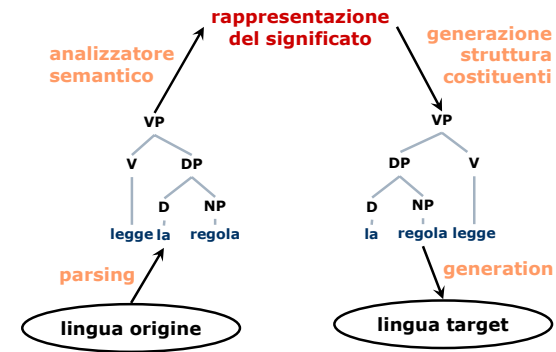 rappresentazione
del significato
analizzatore
semantico
generazione
struttura
costituenti
VP
V DP
D NP
legge la regola
parsing
lingua origine
VP
DP V
D NP
la regola legge
generation
lingua target